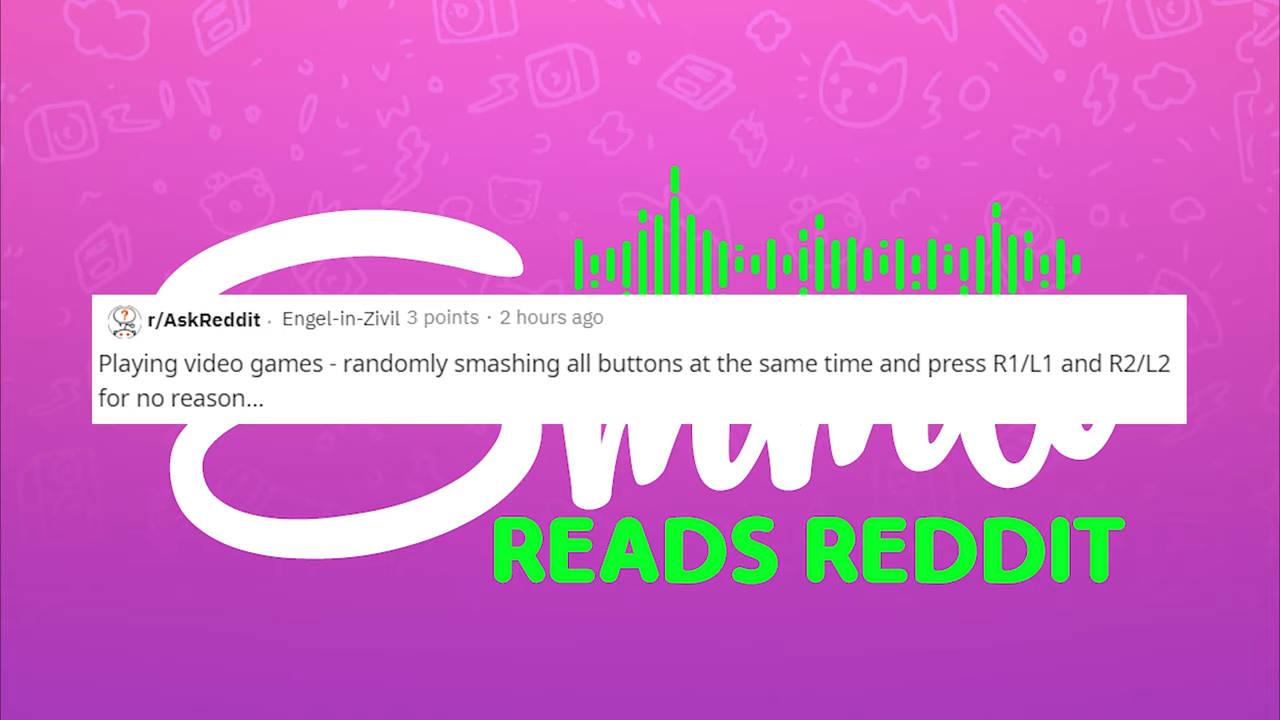 r/AskReddit · Engel-in-Zivil 3 points · 2 hours ago
Playing video games - randomly smashing all buttons at the same time and press R1/L1 and R2/L2
for no reason...
READS REDDIT